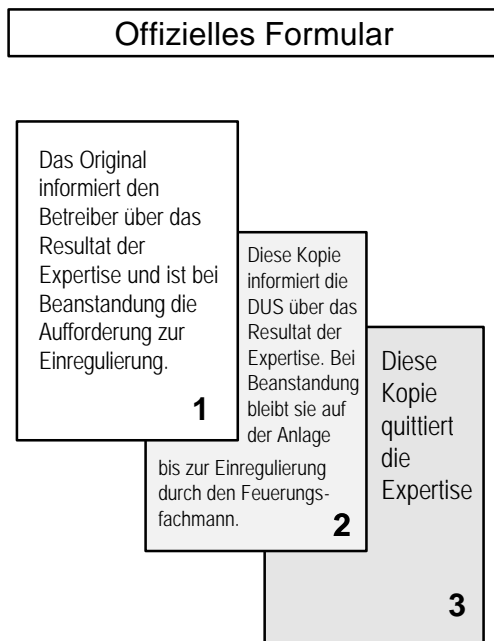 Offizielles Formular
Das Original
informiert den
Betreiber über das
Resultat der
Expertise und ist bei
Beanstandung die
Aufforderung zur
Einregulierung.
1
Diese Kopie
informiert die
DUS über das
Resultat der
Expertise. Bei
Beanstandung
bleibt sie auf
der Anlage
bis zur Einregulierung
durch den Feuerungs-
fachmann.
2
Diese
Kopie
quittiert
die
Expertise
3